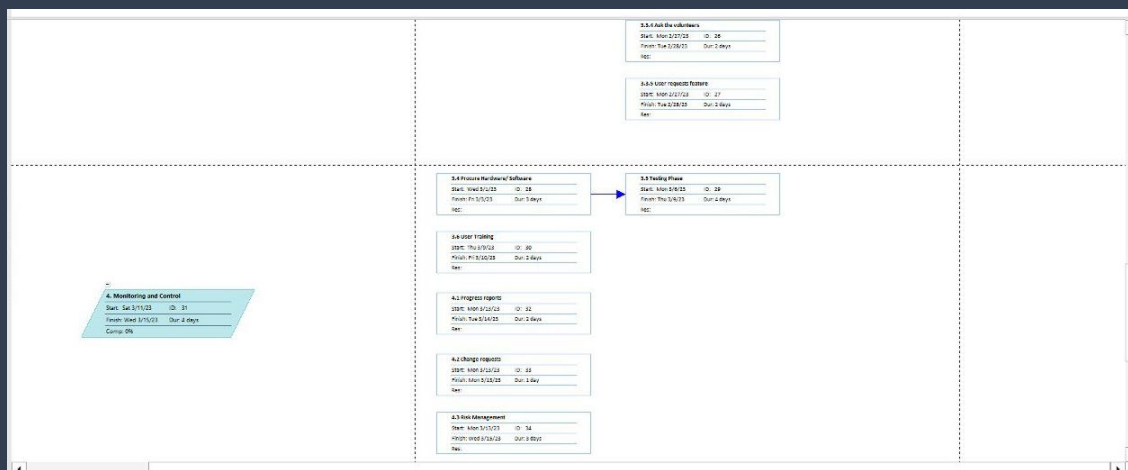 3.3.4 Ask the volunteers
Start: Mon 2/27/23 ID: 26
Finish: Tue 2/28/23 Dur: 2 days
Res:
3.3.5 User requests feature
Start: Mon 2/27/23 ID: 27
Finish: Tue 2/28/23 Dur: 2 days
Res:
3.4 Procure Hardware/ Software
Start: Wed 3/1/23 ID: 28
Finish: Fri 3/3/23 Dur: 3 days
Res:
3.5 Testing Phase
Start: Mon 3/6/23 ID: 29
Finish: Thu 3/9/23 Dur: 4 days
Res:
3.6 User Training
Start: Thu 3/9/23 ID: 30
Finish: Fri 3/10/23 Dur: 2 days
Res:
4. Monitoring and Control
Start: Sat 3/11/23 ID: 31
Finish: Wed 3/15/23 Dur: 4 days
Comp: 0%
4.1 Progress reports
Start: Mon 3/13/23 ID: 32
Finish: Tue 3/14/23 Dur: 2 days
Res:
4.2 Change requests
Start: Mon 3/13/23 ID: 33
Finish: Mon 3/13/23 Dur: 1 day
Res:
4.3 Risk Management
Start: Mon 3/13/23 ID: 34
Finish: Wed 3/15/23 Dur: 3 days
Res: